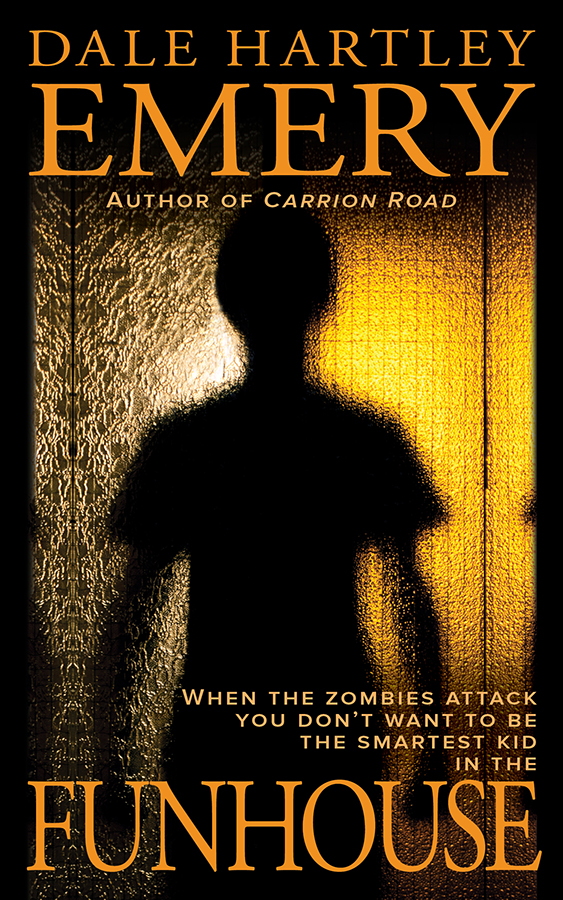 DALE HARTLEY
EMERY
AUTHOR OF CARRION ROAD
WHEN THE ZOMBIES ATTACK
YOU DON'T WANT TO BE
THE SMARTEST KID
IN THE
FUNHOUSE